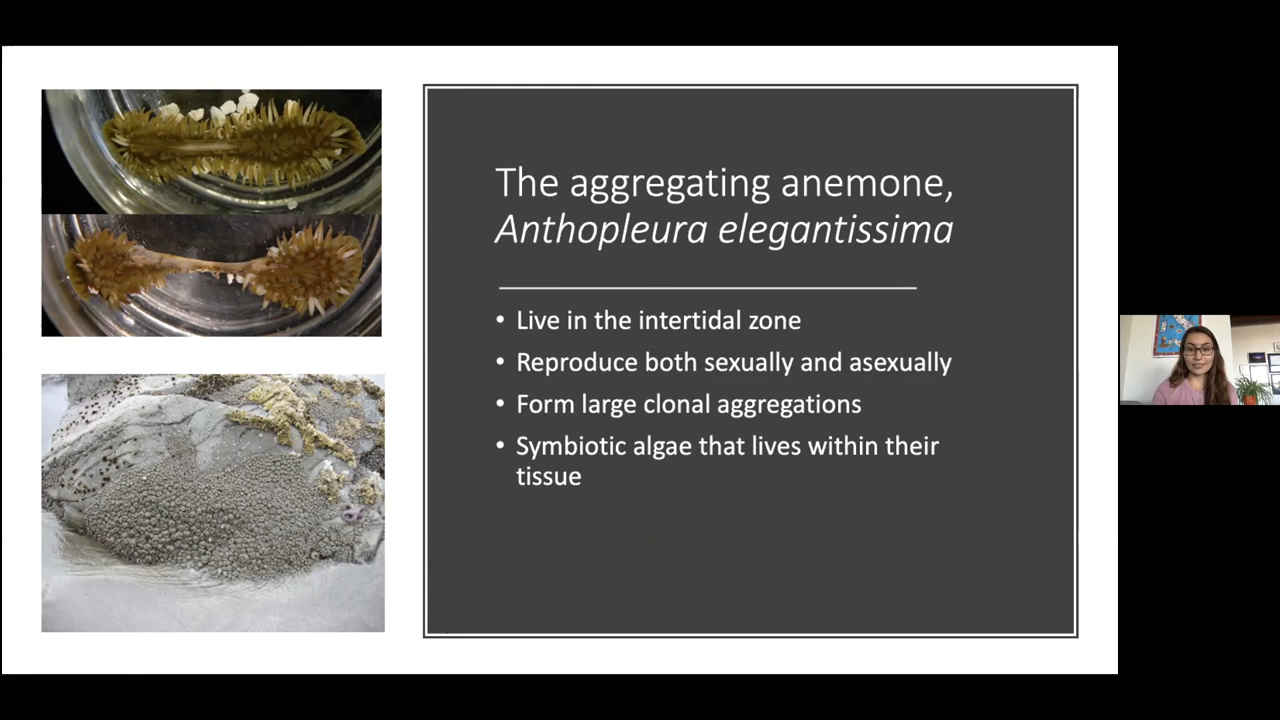 The aggregating anemone,
Anthopleura elegantissima
• Live in the intertidal zone
• Reproduce both sexually and asexually
• Form large clonal aggregations
• Symbiotic algae that lives within their
tissue